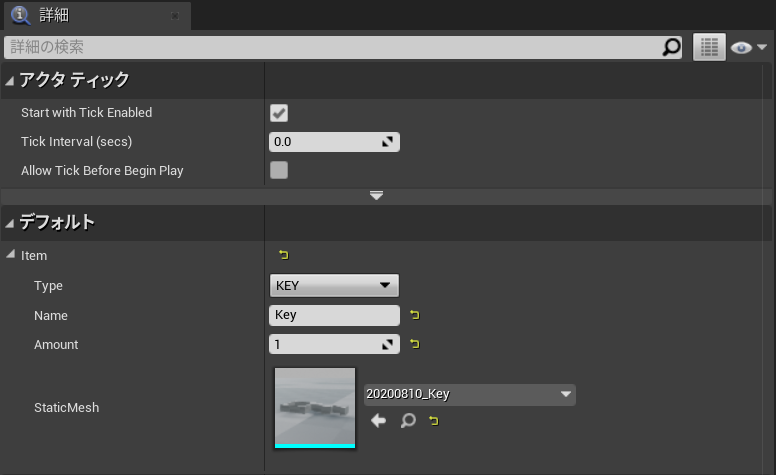 詳細
詳細の検索
アクタ ティック
Start with Tick Enabled
Tick Interval (secs) 0.0
Allow Tick Before Begin Play
デフォルト
Item
Type KEY
Name Key
Amount 1
StaticMesh 20200810_Key